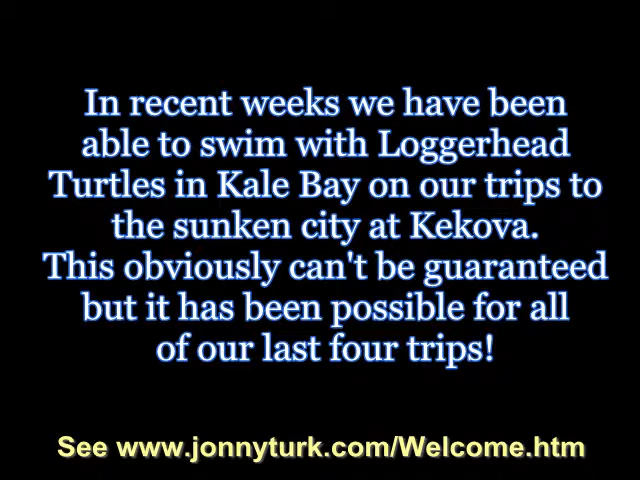 In recent weeks we have been
able to swim with Loggerhead
Turtles in Kale Bay on our trips to
the sunken city at Kekova.
This obviously can't be guaranteed
but it has been possible for all
of our last four trips!
See www.jonnyturk.com/Welcome.htm